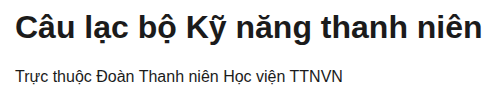 Câu lạc bộ Kỹ năng thanh niên
Trực thuộc Đoàn Thanh niên Học viện TTNVN